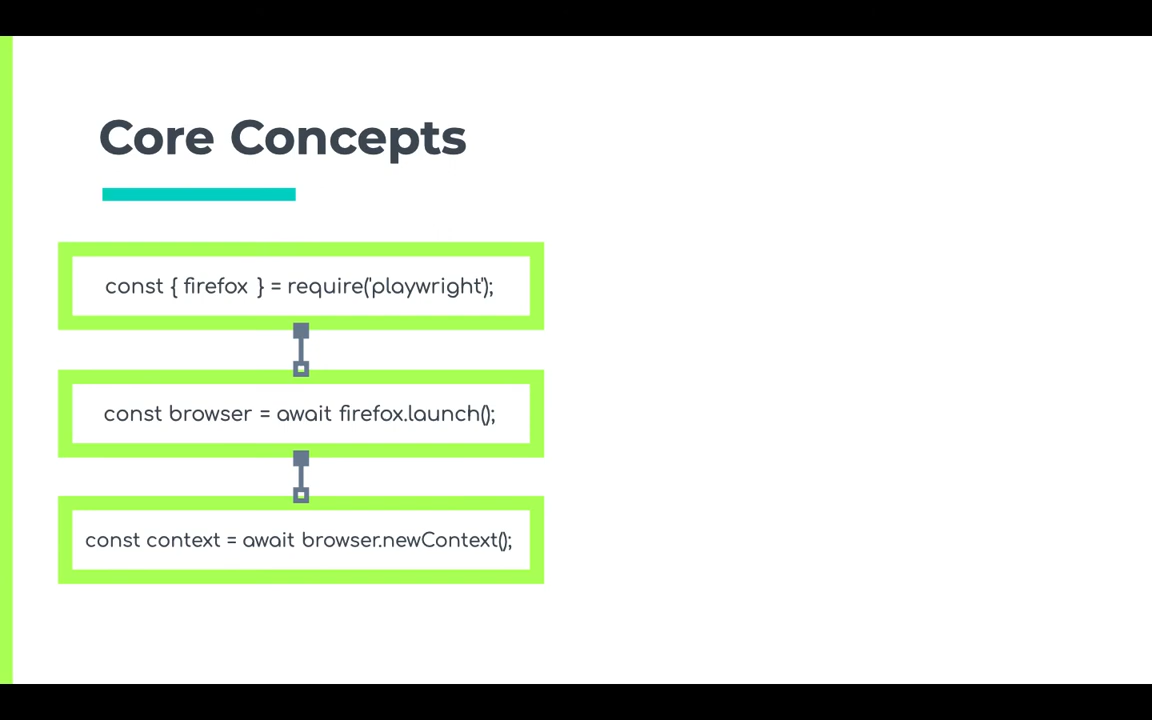 Core Concepts
const { firefox } = require('playwright');
const browser = await firefox.launch();
const context = await browser.newContext();